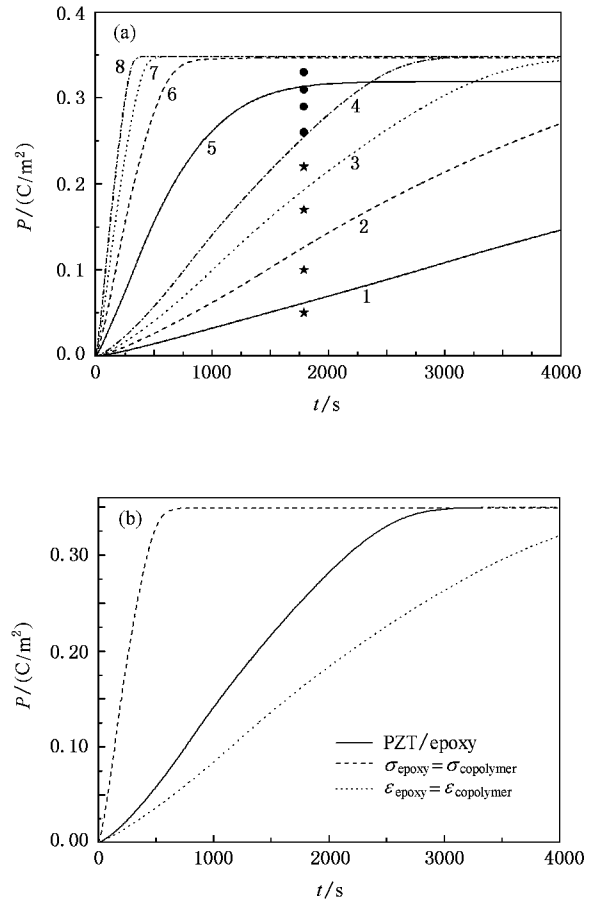 (a)
P/(C/m²)
0.4
0.3
0.2
0.1
0.0
8 7 6 5 4 3 2 1
0 1000 2000 3000 4000
t/s
(b)
P/(C/m²)
0.30
0.20
0.10
0.00
PZT/epoxy
σepoxy=σcopolymer
εepoxy=εcopolymer
0 1000 2000 3000 4000
t/s